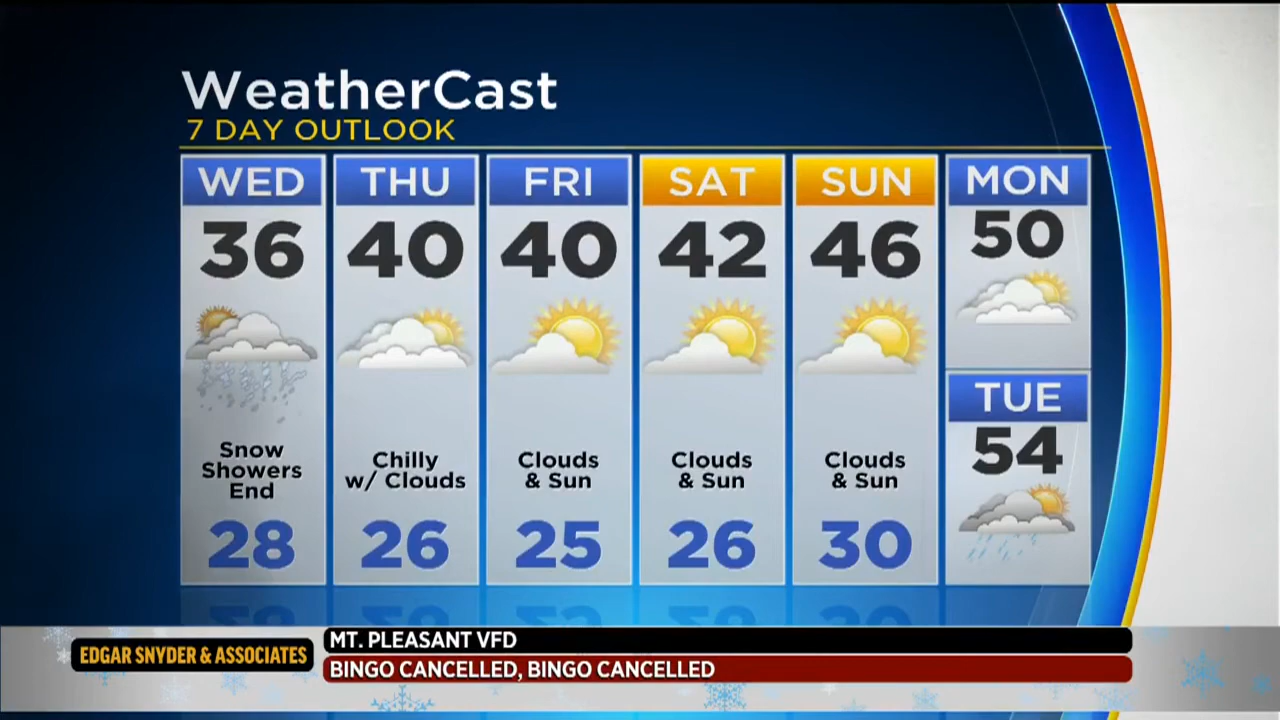 WeatherCast
7 DAY OUTLOOK
WED
36
Snow
Showers
End
28
THU
40
Chilly
w/ Clouds
26
FRI
40
Clouds
& Sun
25
SAT
42
Clouds
& Sun
26
SUN
46
Clouds
& Sun
30
MON
50
TUE
54
EDGAR SNYDER & ASSOCIATES
MT. PLEASANT VFD
BINGO CANCELLED, BINGO CANCELLED